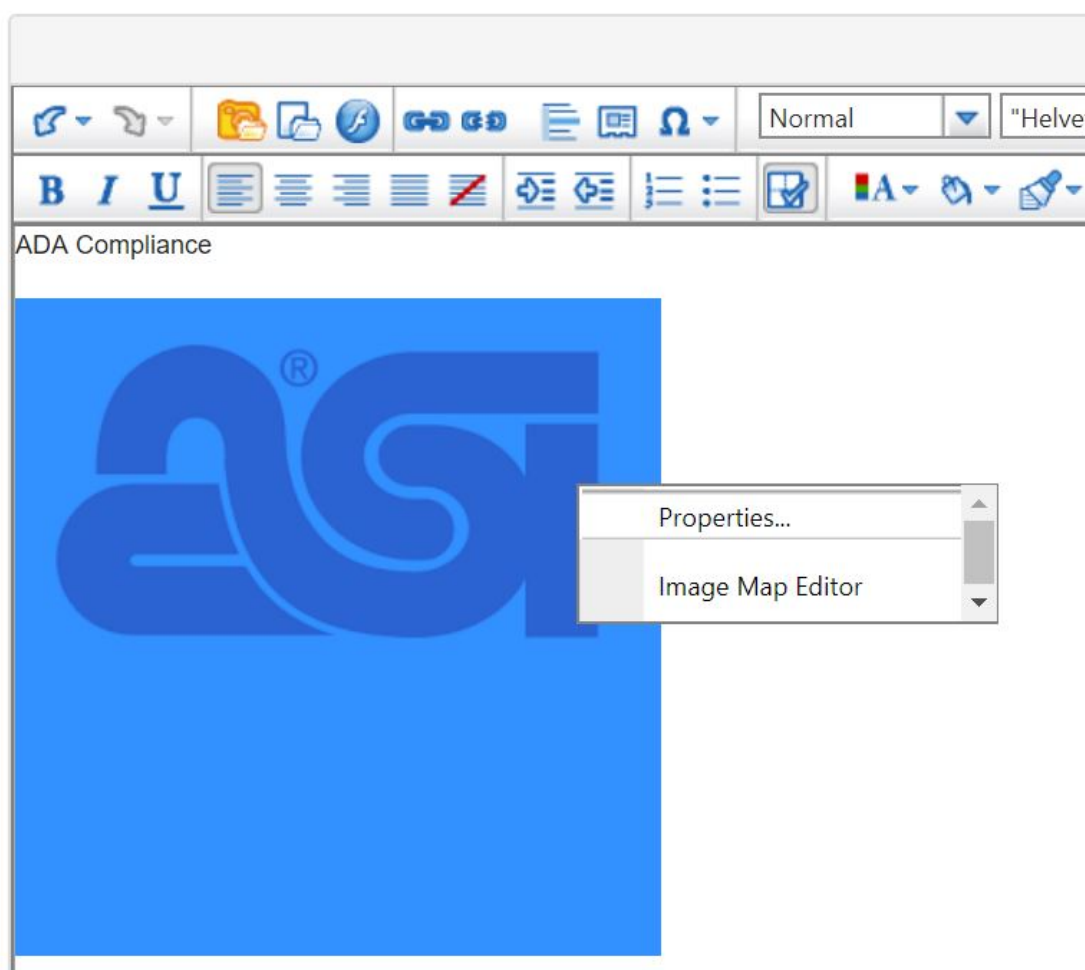 Normal
"Helve
B I U
A
ADA Compliance
®
asi
Properties...
Image Map Editor